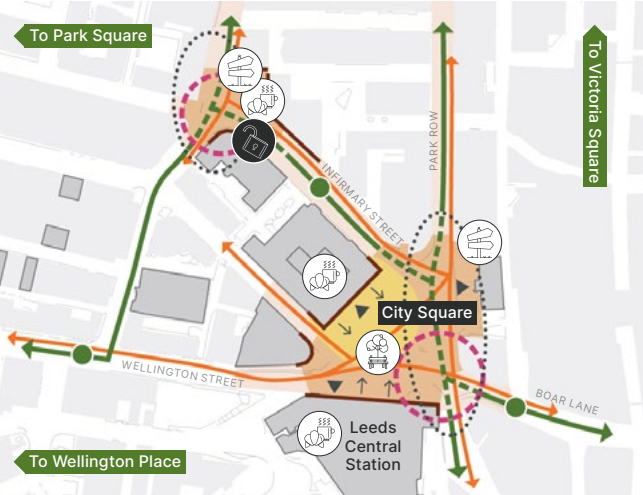 To Park Square
To Victoria Square
PARK ROW
INFIRMARY STREET
City Square
WELLINGTON STREET
BOAR LANE
Leeds
Central
Station
To Wellington Place